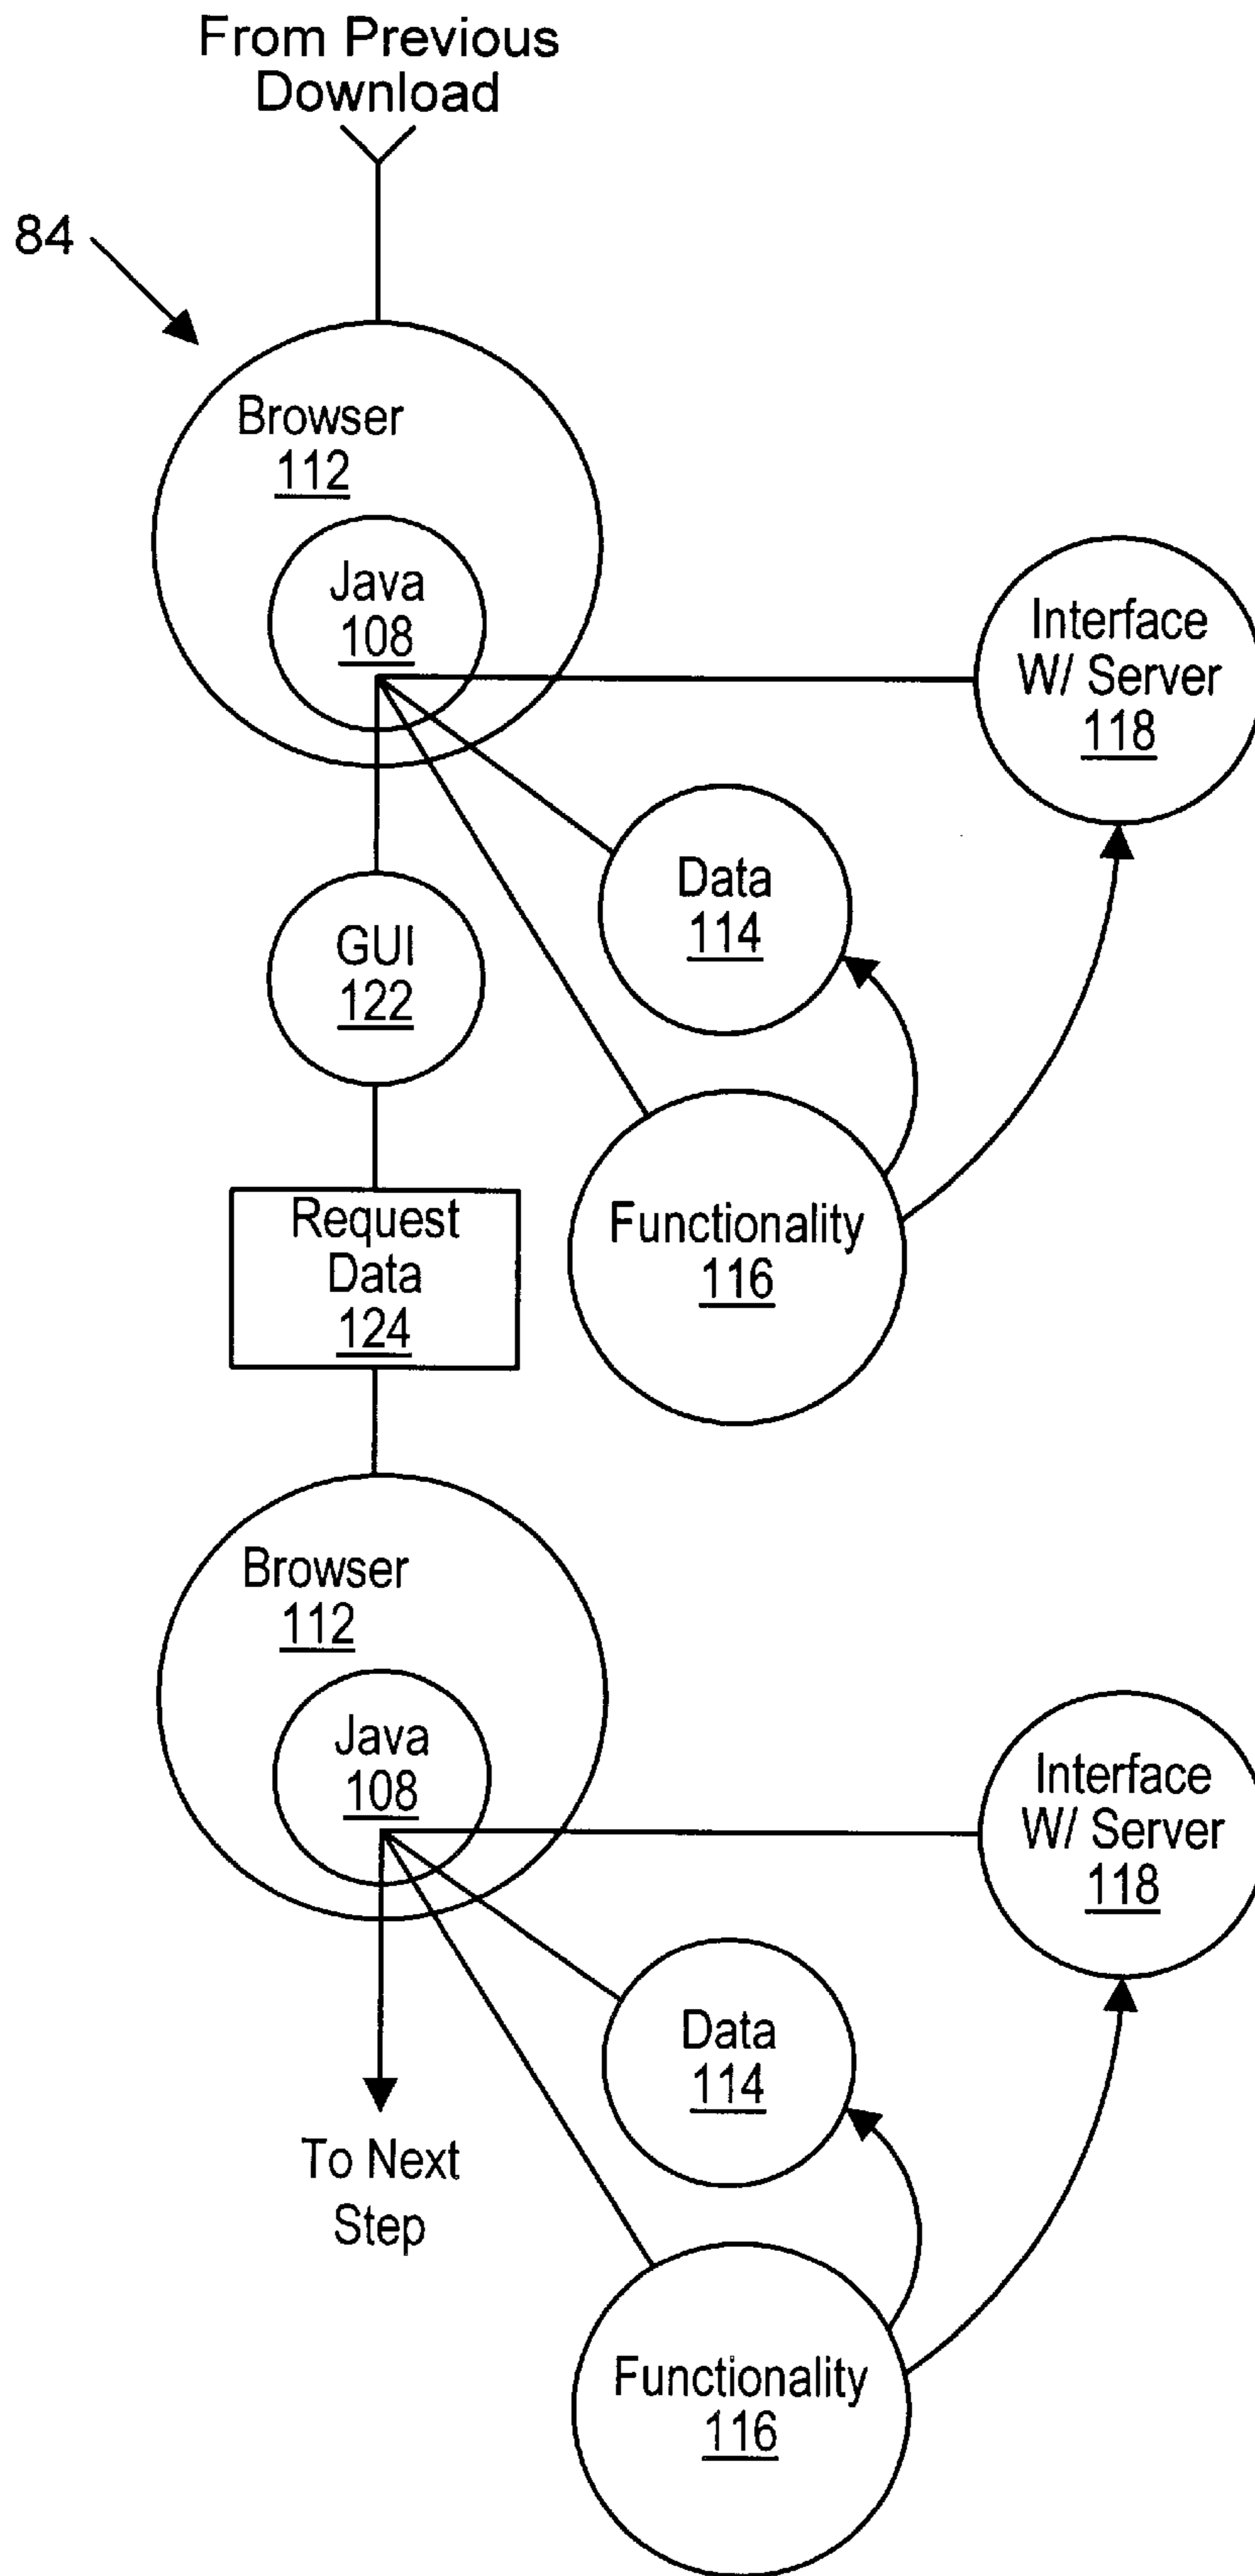 From Previous
Download
84
Browser
112
Java
108
Interface
W/ Server
118
Data
114
GUI
122
Functionality
116
Request
Data
124
Browser
112
Java
108
Interface
W/ Server
118
Data
114
To Next
Step
Functionality
116